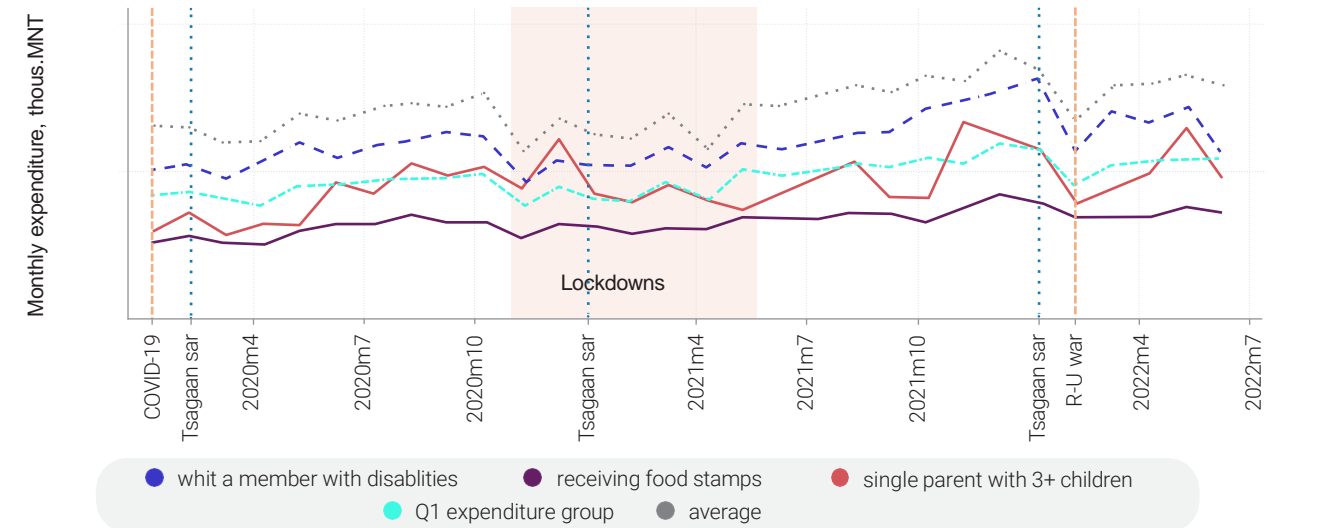 Monthly expenditure, thous.MNT
Lockdowns
COVID-19
Tsagaan sar
2020m4
2020m7
2020m10
Tsagaan sar
2021m4
2021m7
2021m10
Tsagaan sar
R-U war
2022m4
2022m7
whit a member with disablities
receiving food stamps
single parent with 3+ children
Q1 expenditure group
average